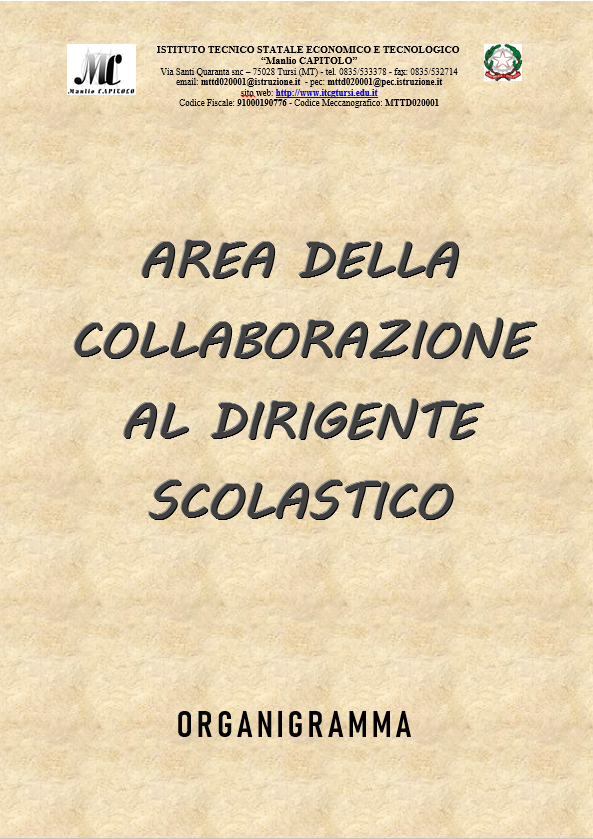 MC
Manlio CAPITOLO
ISTITUTO TECNICO STATALE ECONOMICO E TECNOLOGICO
“Manlio CAPITOLO”
Via Santi Quaranta snc – 75028 Tursi (MT) - tel. 0835/533378 - fax: 0835/532714
email: mttd020001@istruzione.it - pec: mttd020001@pec.istruzione.it
sito web: http://www.itcgtursi.edu.it
Codice Fiscale: 91000190776 - Codice Meccanografico: MTTD020001
AREA DELLA
COLLABORAZIONE
AL DIRIGENTE
SCOLASTICO
ORGANIGRAMMA